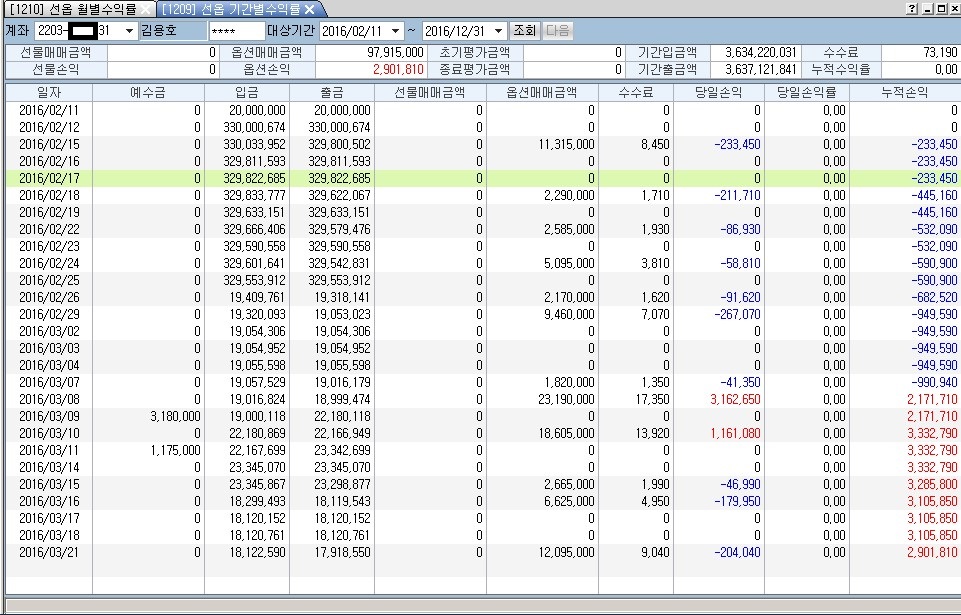 [1210] 선옵 월별수익률 [1209] 선옵 기간별수익률
계좌 2203- 31 김용호 **** 대상기간 2016/02/11 ~ 2016/12/31 조회 다음
선물매매금액 0 옵션매매금액 97,915,000 초기평가금액 0 기간입금액 3,634,220,031 수수료 73,190
선물손익 0 옵션손익 2,901,810 종료평가금액 0 기간출금액 3,637,121,841 누적수익률 0.00
일자 예수금 입금 출금 선물매매금액 옵션매매금액 수수료 당일손익 당일손익률 누적손익
2016/02/11 0 20,000,000 20,000,000 0 0 0 0 0.00 0
2016/02/12 0 330,000,674 330,000,674 0 0 0 0 0.00 0
2016/02/15 0 330,033,952 329,800,502 0 11,315,000 8,450 -233,450 0.00 -233,450
2016/02/16 0 329,811,593 329,811,593 0 0 0 0 0.00 -233,450
2016/02/17 0 329,822,685 329,822,685 0 0 0 0 0.00 -233,450
2016/02/18 0 329,833,777 329,622,067 0 2,290,000 1,710 -211,710 0.00 -445,160
2016/02/19 0 329,633,151 329,633,151 0 0 0 0 0.00 -445,160
2016/02/22 0 329,666,406 329,579,476 0 2,585,000 1,930 -86,930 0.00 -532,090
2016/02/23 0 329,590,558 329,590,558 0 0 0 0 0.00 -532,090
2016/02/24 0 329,601,641 329,542,831 0 5,095,000 3,810 -58,810 0.00 -590,900
2016/02/25 0 329,553,912 329,553,912 0 0 0 0 0.00 -590,900
2016/02/26 0 19,409,761 19,318,141 0 2,170,000 1,620 -91,620 0.00 -682,520
2016/02/29 0 19,320,093 19,053,023 0 9,460,000 7,070 -267,070 0.00 -949,590
2016/03/02 0 19,054,306 19,054,306 0 0 0 0 0.00 -949,590
2016/03/03 0 19,054,952 19,054,952 0 0 0 0 0.00 -949,590
2016/03/04 0 19,055,598 19,055,598 0 0 0 0 0.00 -949,590
2016/03/07 0 19,057,529 19,016,179 0 1,820,000 1,350 -41,350 0.00 -990,940
2016/03/08 0 19,016,824 18,999,474 0 23,190,000 17,350 3,162,650 0.00 2,171,710
2016/03/09 3,180,000 19,000,118 22,180,118 0 0 0 0 0.00 2,171,710
2016/03/10 0 22,180,869 22,166,949 0 18,605,000 13,920 1,161,080 0.00 3,332,790
2016/03/11 1,175,000 22,167,699 23,342,699 0 0 0 0 0.00 3,332,790
2016/03/14 0 23,345,070 23,345,070 0 0 0 0 0.00 3,332,790
2016/03/15 0 23,345,867 23,298,877 0 2,665,000 1,990 -46,990 0.00 3,285,800
2016/03/16 0 18,299,493 18,119,543 0 6,625,000 4,950 -179,950 0.00 3,105,850
2016/03/17 0 18,120,152 18,120,152 0 0 0 0 0.00 3,105,850
2016/03/18 0 18,120,761 18,120,761 0 0 0 0 0.00 3,105,850
2016/03/21 0 18,122,590 17,918,550 0 12,095,000 9,040 -204,040 0.00 2,901,810